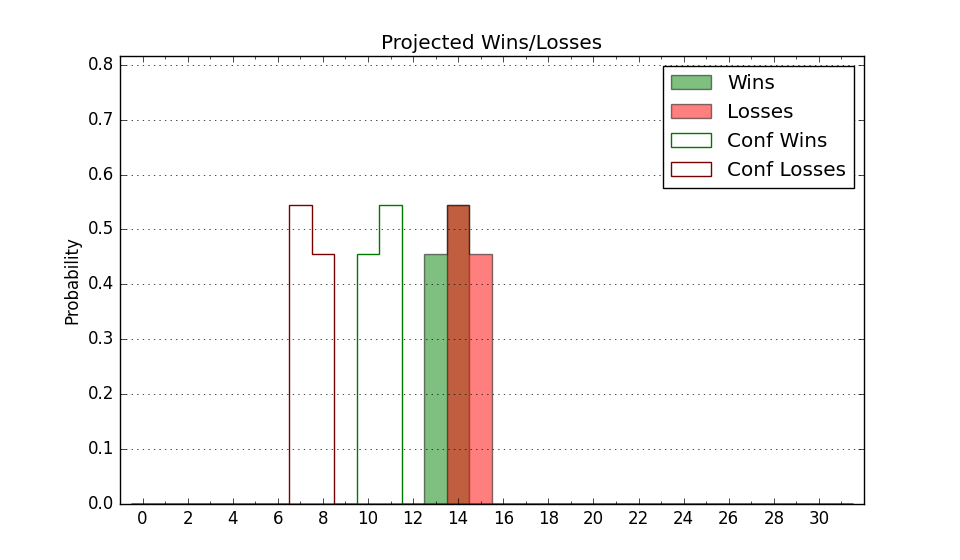 Projected Wins/Losses
0.8
0.7
0.6
0.5
0.4
0.3
0.2
0.1
0.0
Probability
Wins
Losses
Conf Wins
Conf Losses
0 2 4 6 8 10 12 14 16 18 20 22 24 26 28 30